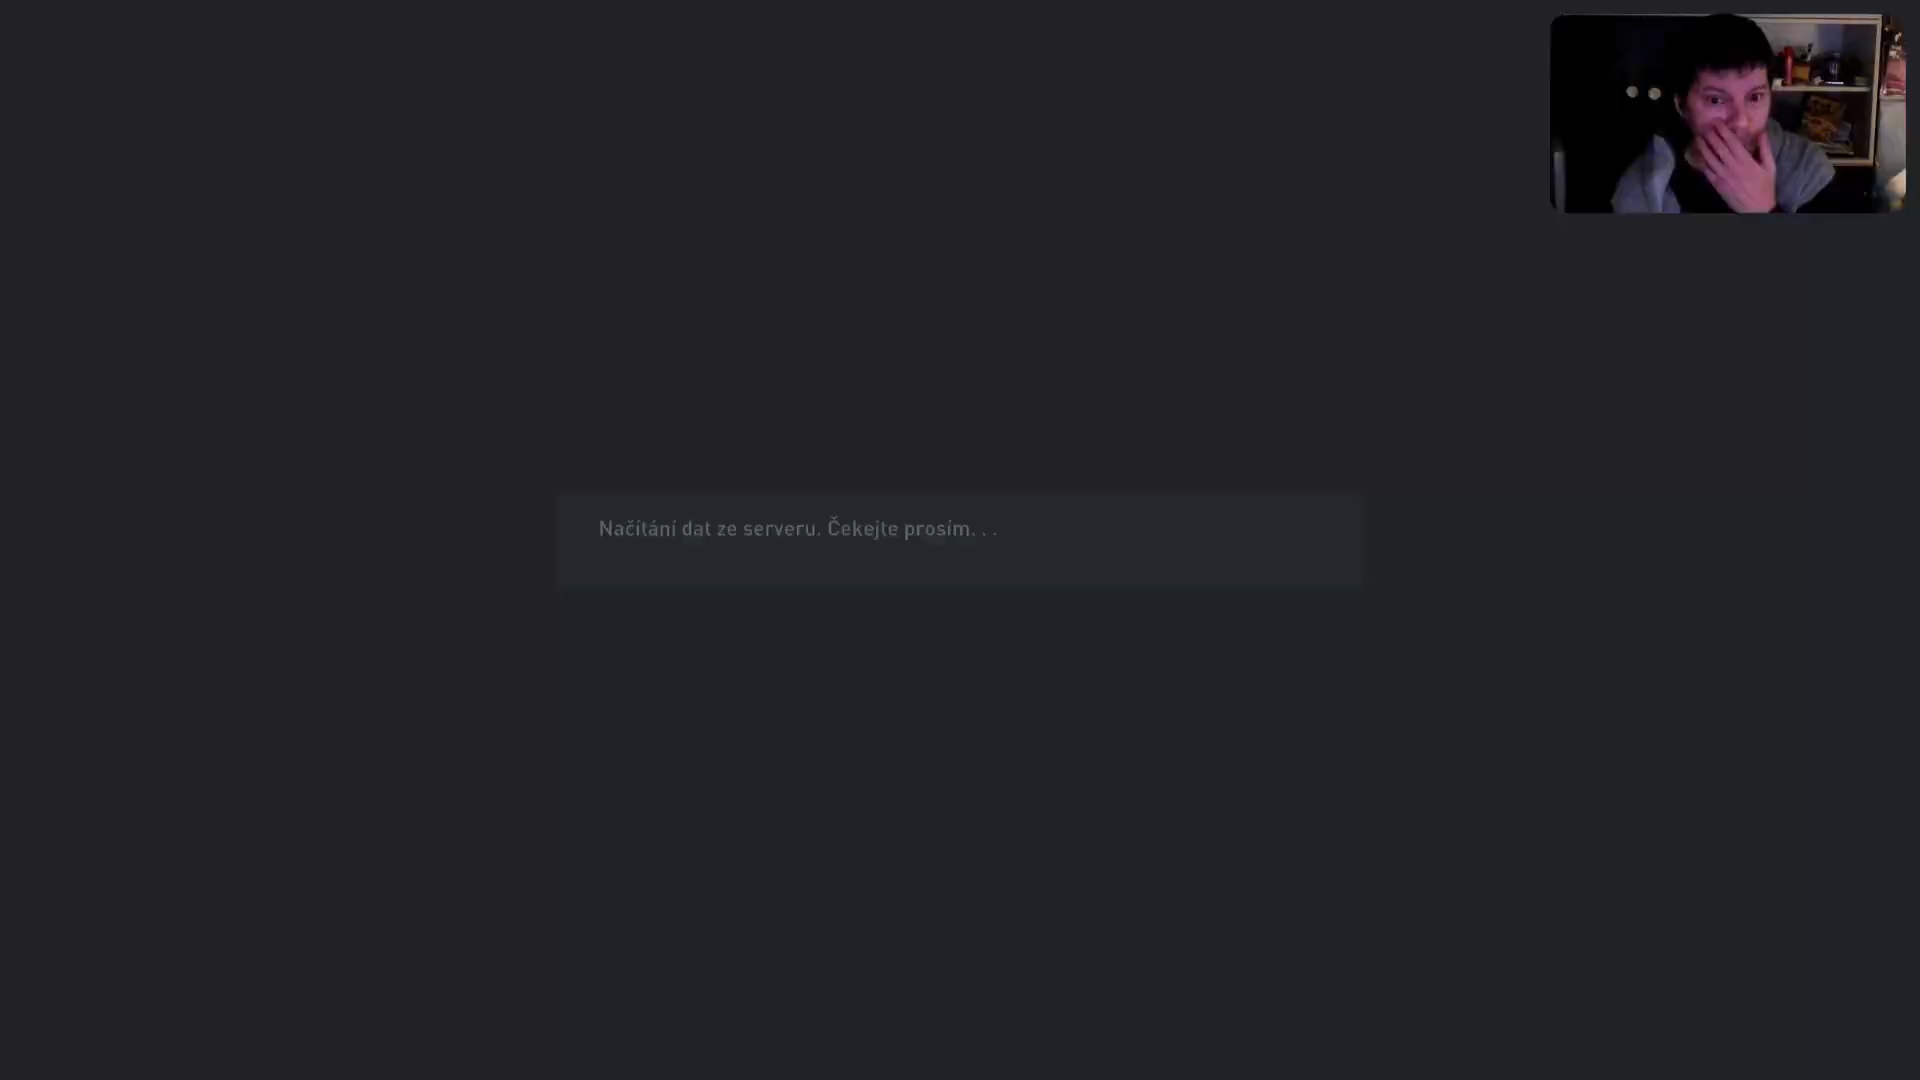 Načítání dat ze serveru. Čekejte prosím. . .